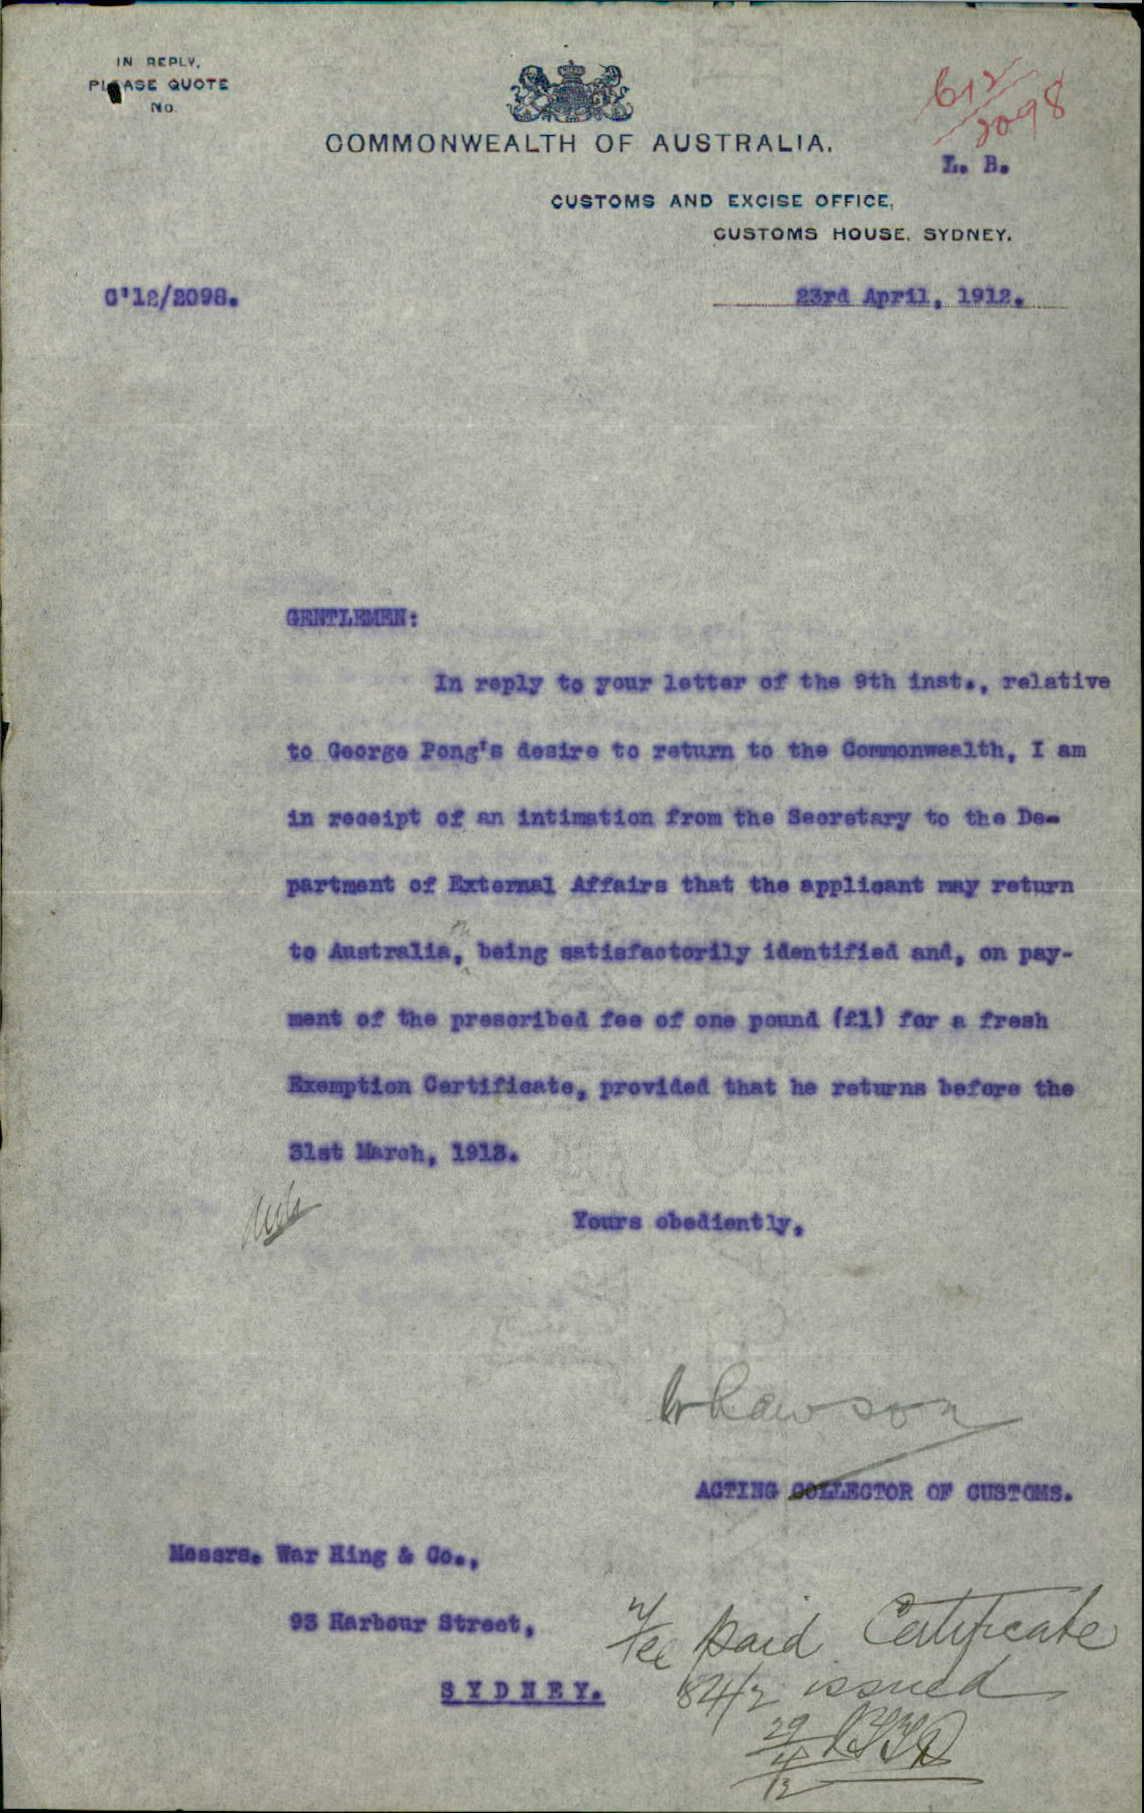 IN REPLY,
PLEASE QUOTE
No.
COMMONWEALTH OF AUSTRALIA.
2098
L. B.
CUSTOMS AND EXCISE OFFICE,
CUSTOMS HOUSE, SYDNEY.
C'12/2098.
23rd April, 1912.
GENTLEMEN:
In reply to your letter of the 9th inst., relative
to George Pong's desire to return to the Commonwealth, I am
in receipt of an intimation from the Secretary to the De-
partment of External Affairs that the applicant may return
to Australia, being satisfactorily identified and, on pay-
ment of the prescribed fee of one pound (£1) for a fresh
Exemption Certificate, provided that he returns before the
31st March, 1913.
Yours obediently,
Lawson
ACTING COLLECTOR OF CUSTOMS.
Messrs. War Hing & Co.,
93 Harbour Street,
SYDNEY.
Fee paid Certificate
issued
29/4/12